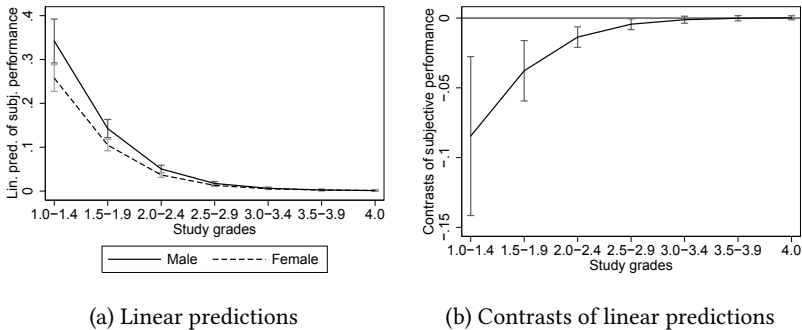 Lin. pred. of subj. performance
.4
.3
.2
.1
0
1.0−1.4 1.5−1.9 2.0−2.4 2.5−2.9 3.0−3.4 3.5−3.9 4.0
Study grades
Male Female
(a) Linear predictions
Contrasts of subjective performance
0
-.05
-.1
-.15
1.0−1.4 1.5−1.9 2.0−2.4 2.5−2.9 3.0−3.4 3.5−3.9 4.0
Study grades
(b) Contrasts of linear predictions